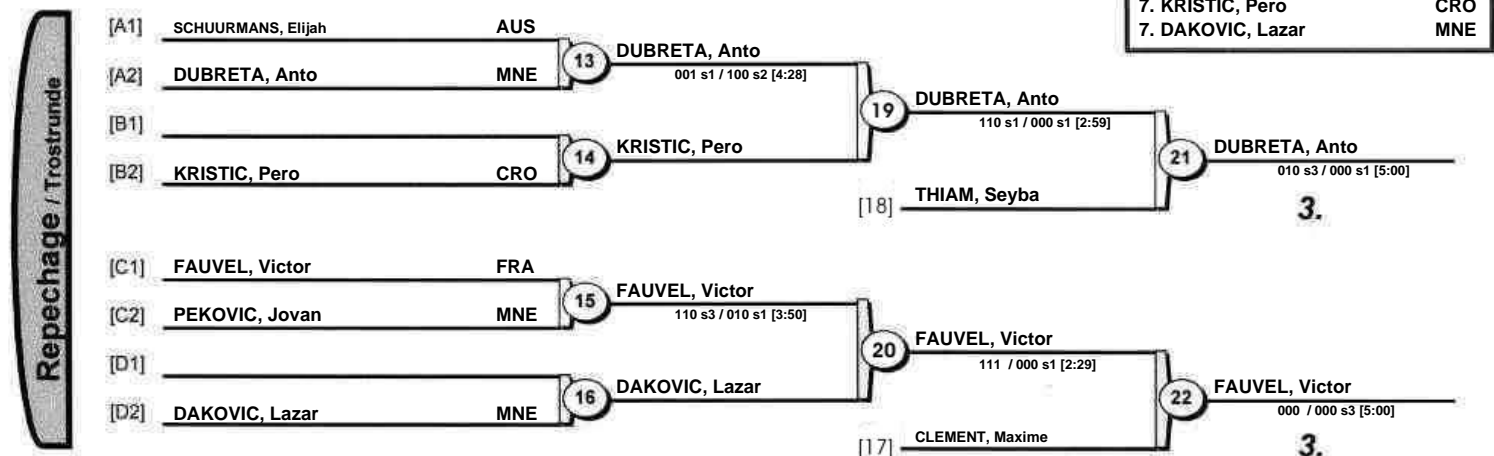 7. KRISTIC, Pero CRO
7. DAKOVIC, Lazar MNE
Repechage / Trostrunde
[A1] SCHUURMANS, Elijah AUS
13 DUBRETA, Anto
001 s1 / 100 s2 [4:28]
[A2] DUBRETA, Anto MNE
19 DUBRETA, Anto
110 s1 / 000 s1 [2:59]
[B1]
14 KRISTIC, Pero
[B2] KRISTIC, Pero CRO
21 DUBRETA, Anto
010 s3 / 000 s1 [5:00]
[18] THIAM, Seyba
3.
[C1] FAUVEL, Victor FRA
15 FAUVEL, Victor
110 s3 / 010 s1 [3:50]
[C2] PEKOVIC, Jovan MNE
20 FAUVEL, Victor
111 / 000 s1 [2:29]
[D1]
16 DAKOVIC, Lazar
[D2] DAKOVIC, Lazar MNE
22 FAUVEL, Victor
000 / 000 s3 [5:00]
[17] CLEMENT, Maxime
3.